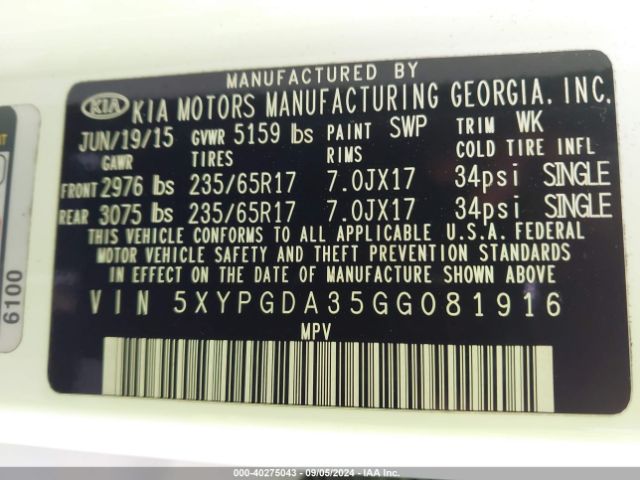 MANUFACTURED BY
KIA KIA MOTORS MANUFACTURING GEORGIA, INC.
JUN/19/15 GVWR 5159 lbs PAINT SWP TRIM WK
GAWR TIRES RIMS COLD TIRE INFL
FRONT 2976 lbs 235/65R17 7.0JX17 34psi SINGLE
REAR 3075 lbs 235/65R17 7.0JX17 34psi SINGLE
THIS VEHICLE CONFORMS TO ALL APPLICABLE U.S.A. FEDERAL
MOTOR VEHICLE SAFETY AND THEFT PREVENTION STANDARDS
IN EFFECT ON THE DATE OF MANUFACTURE SHOWN ABOVE
VIN 5XYPGDA35GG081916
MPV
6100
000-40275043 - 09/05/2024 - IAA Inc.